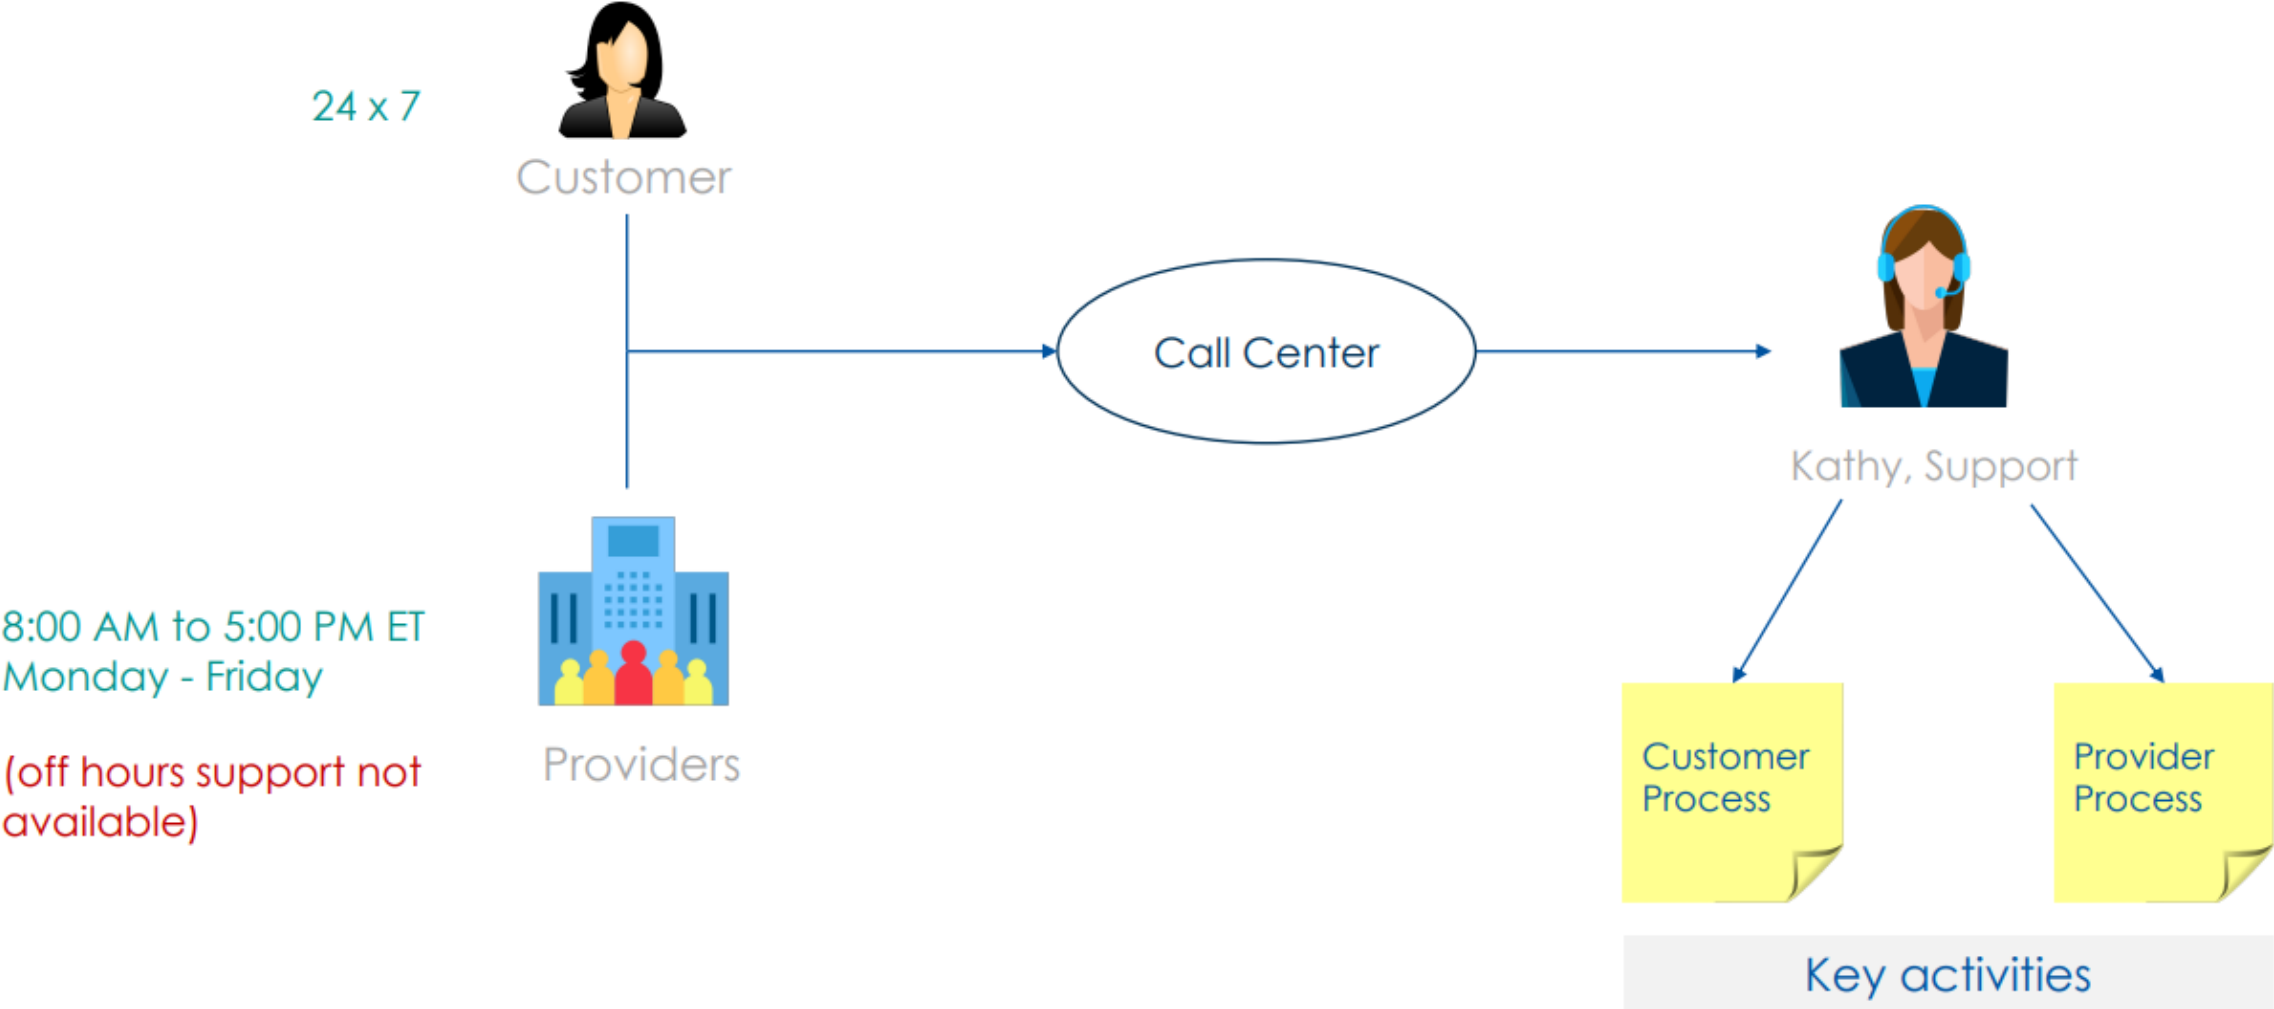 24 x 7
Customer
Call Center
Kathy, Support
8:00 AM to 5:00 PM ET
Monday - Friday
(off hours support not
available)
Providers
Customer
Process
Provider
Process
Key activities